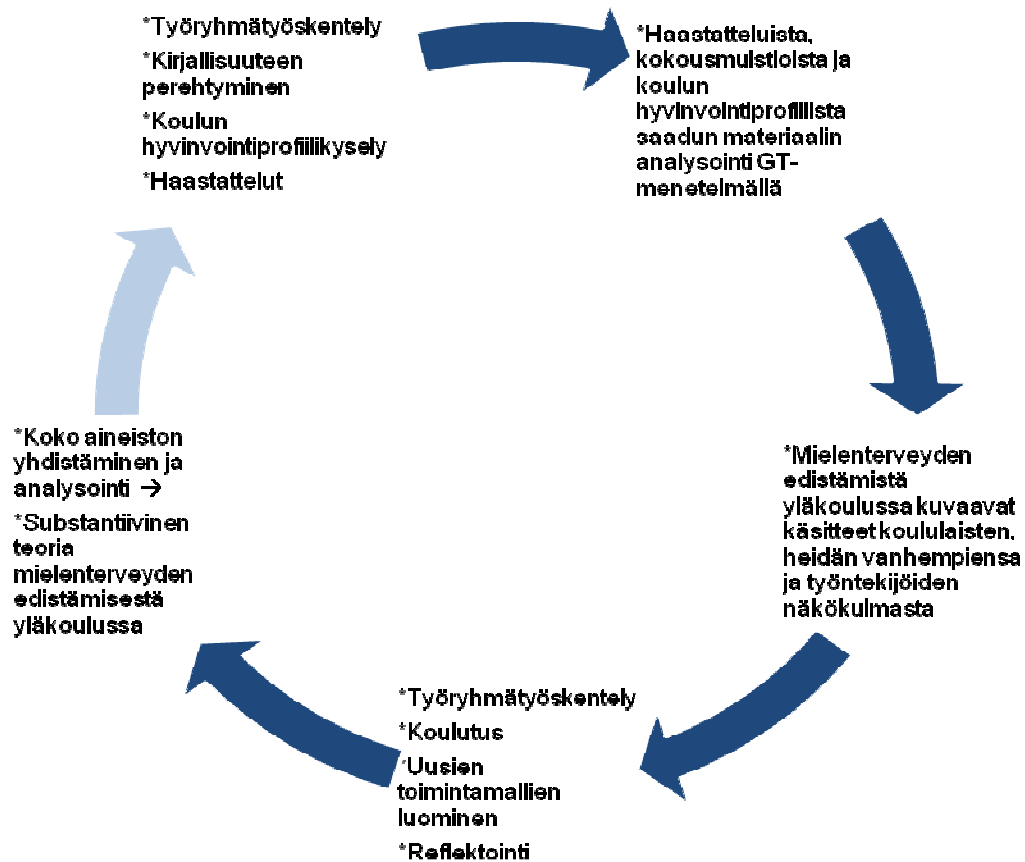 *Työryhmätyöskentely
*Kirjallisuuteen
perehtyminen
*Koulun
hyvinvointiprofiilikysely
*Haastattelut
*Haastatteluista,
kokousmuistioista ja
koulun
hyvinvointiprofiilista
saadun materiaalin
analysointi GT-
menetelmällä
*Mielenterveyden
edistämistä
yläkoulussa kuvaavat
käsitteet koululaisten,
heidän vanhempiensa
ja työntekijöiden
näkökulmasta
*Työryhmätyöskentely
*Koulutus
*Uusien
toimintamallien
luominen
*Reflektointi
*Koko aineiston
yhdistäminen ja
analysointi →
*Substantiivinen
teoria
mielenterveyden
edistämisestä
yläkoulussa